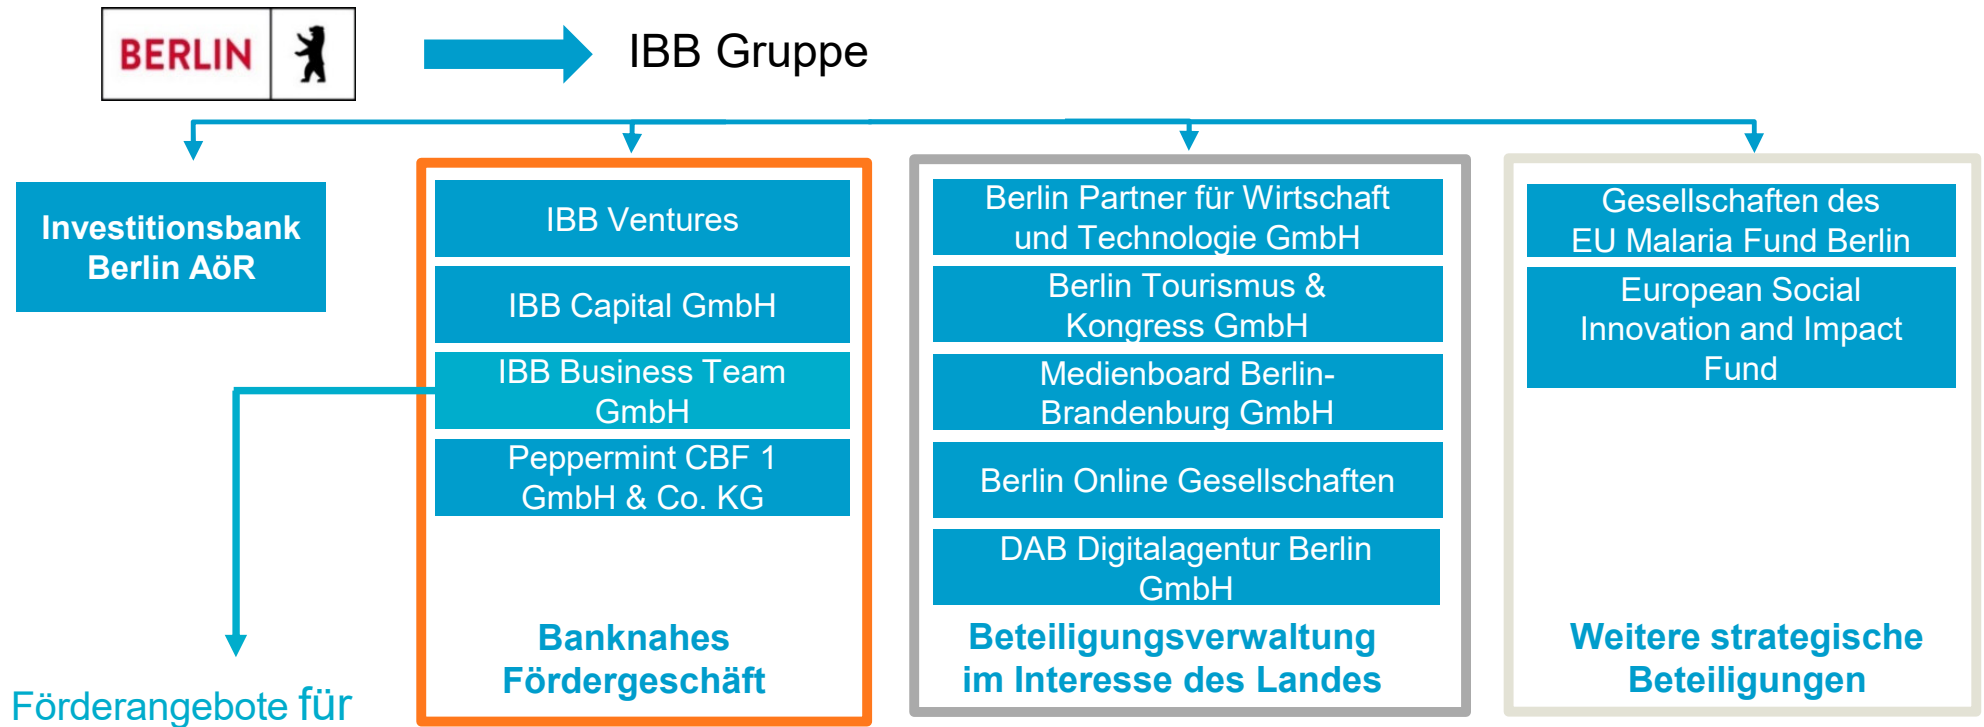 BERLIN
IBB Gruppe
Investitionsbank
Berlin AöR
IBB Ventures
IBB Capital GmbH
IBB Business Team
GmbH
Peppermint CBF 1
GmbH & Co. KG
Banknahes
Fördergeschäft
Berlin Partner für Wirtschaft
und Technologie GmbH
Berlin Tourismus &
Kongress GmbH
Medienboard Berlin-
Brandenburg GmbH
Berlin Online Gesellschaften
DAB Digitalagentur Berlin
GmbH
Beteiligungsverwaltung
im Interesse des Landes
Gesellschaften des
EU Malaria Fund Berlin
European Social
Innovation and Impact
Fund
Weitere strategische
Beteiligungen
Förderangebote für